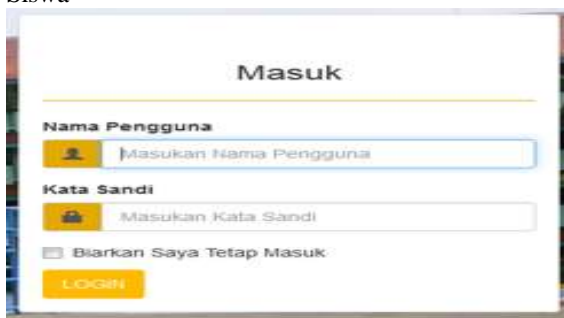 Siswa
Masuk
Nama Pengguna
Masukan Nama Pengguna
Kata Sandi
Masukan Kata Sandi
Biarkan Saya Tetap Masuk
LOGIN